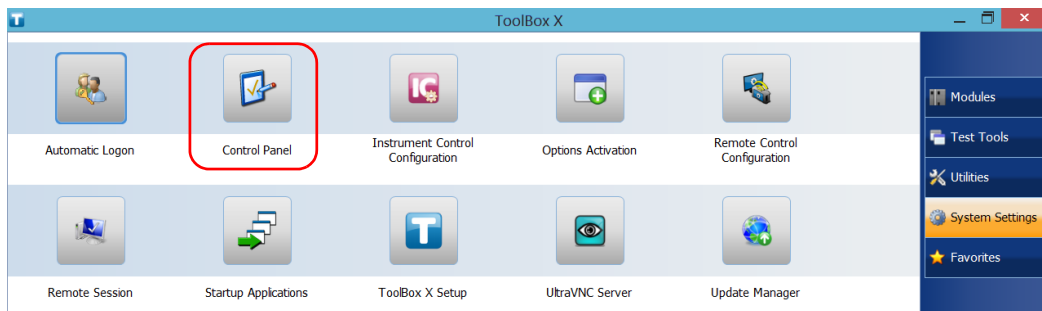 ToolBox X
Automatic Logon
Control Panel
Instrument Control
Configuration
Options Activation
Remote Control
Configuration
Remote Session
Startup Applications
T
ToolBox X Setup
UltraVNC Server
Update Manager
Modules
Test Tools
Utilities
System Settings
Favorites
IC
T